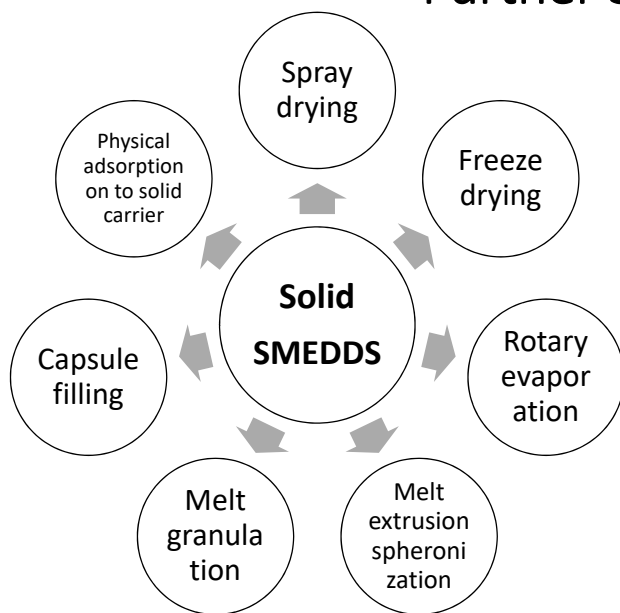 Spray
drying
Freeze
drying
Rotary
evapor
ation
Melt
extrusion
spheroni
zation
Melt
granula
tion
Capsule
filling
Physical
adsorption
on to solid
carrier
Solid
SMEDDS